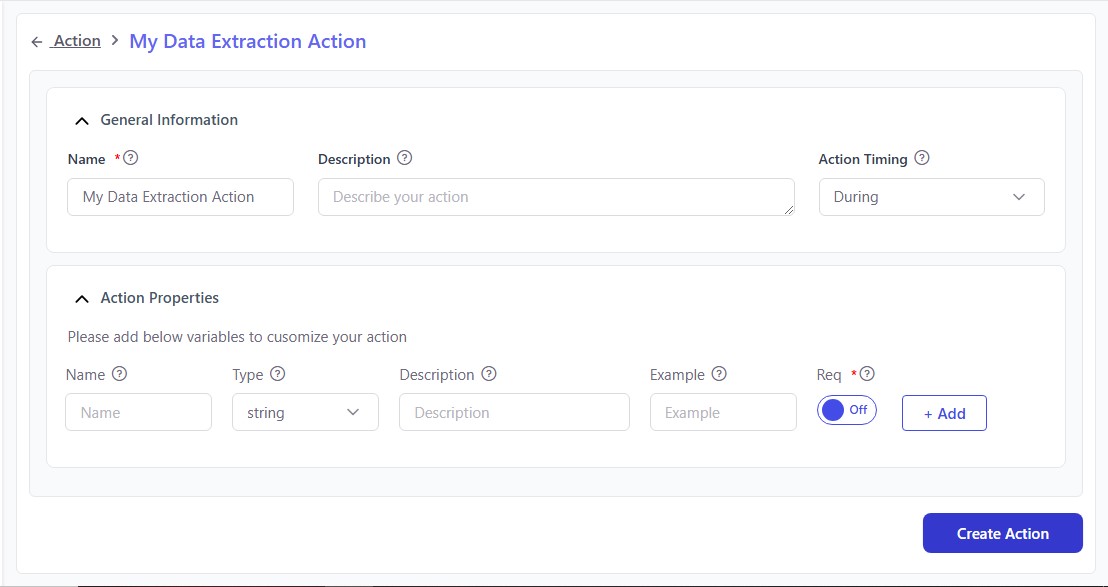 ← Action > My Data Extraction Action
General Information
Name * ? Description ? Action Timing ?
My Data Extraction Action Describe your action During
Action Properties
Please add below variables to cusomize your action
Name ? Type ? Description ? Example ? Req * ?
Name string Description Example Off + Add
Create Action